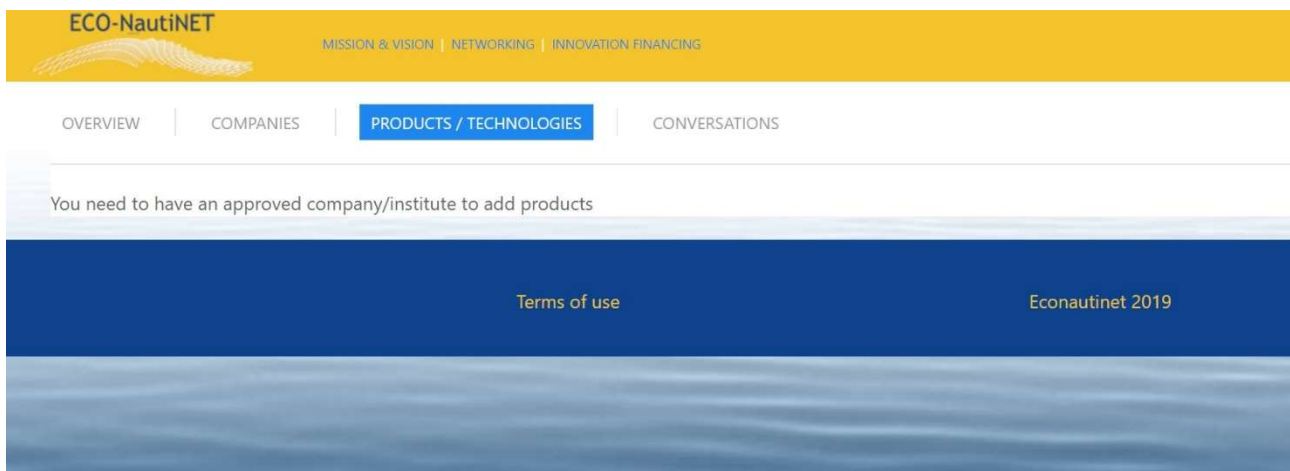 ECO-NautiNET
MISSION & VISION | NETWORKING | INNOVATION FINANCING
OVERVIEW COMPANIES PRODUCTS / TECHNOLOGIES CONVERSATIONS
You need to have an approved company/institute to add products
Terms of use Econautinet 2019